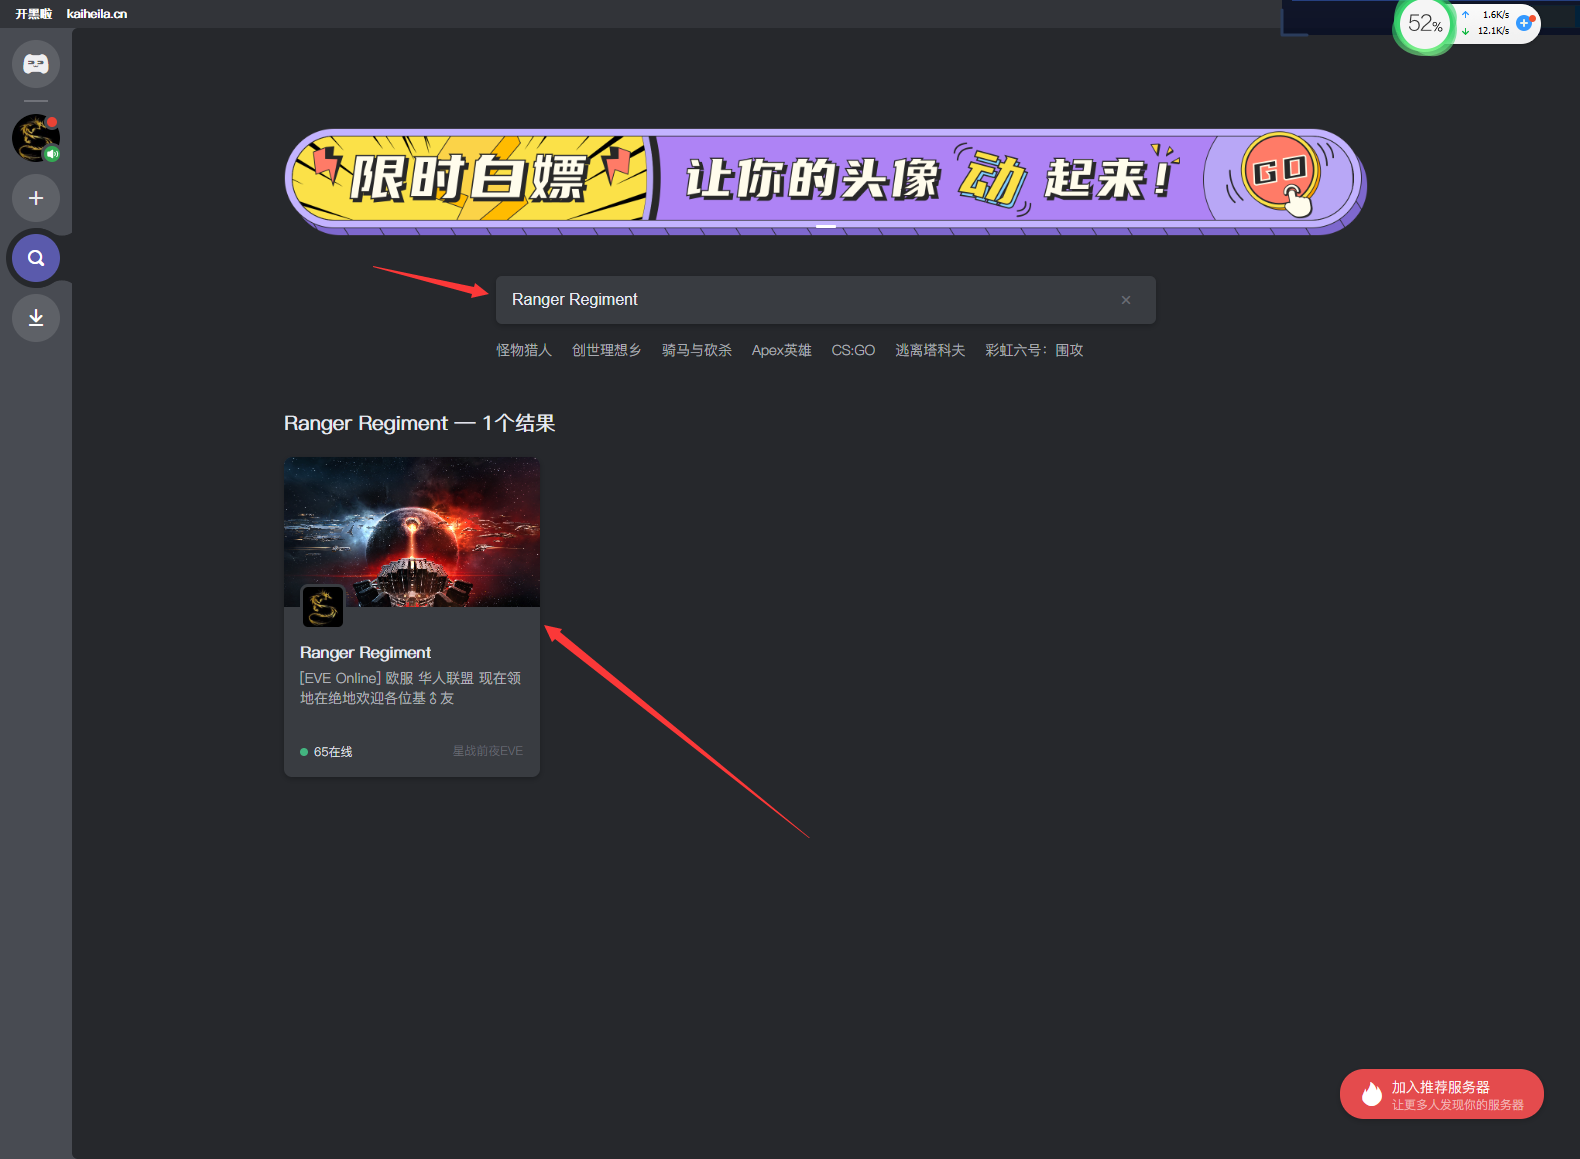 开黑啦 kaiheila.cn
52%
1.6K/s
12.1K/s
限时白嫖 让你的头像 动 起来! GO
Ranger Regiment
怪物猎人 创世理想乡 骑马与砍杀 Apex英雄 CS:GO 逃离塔科夫 彩虹六号：围攻
Ranger Regiment — 1个结果
Ranger Regiment
[EVE Online] 欧服 华人联盟 现在领
地在绝地欢迎各位基♂友
65在线 星战前夜EVE
加入推荐服务器
让更多人发现你的服务器